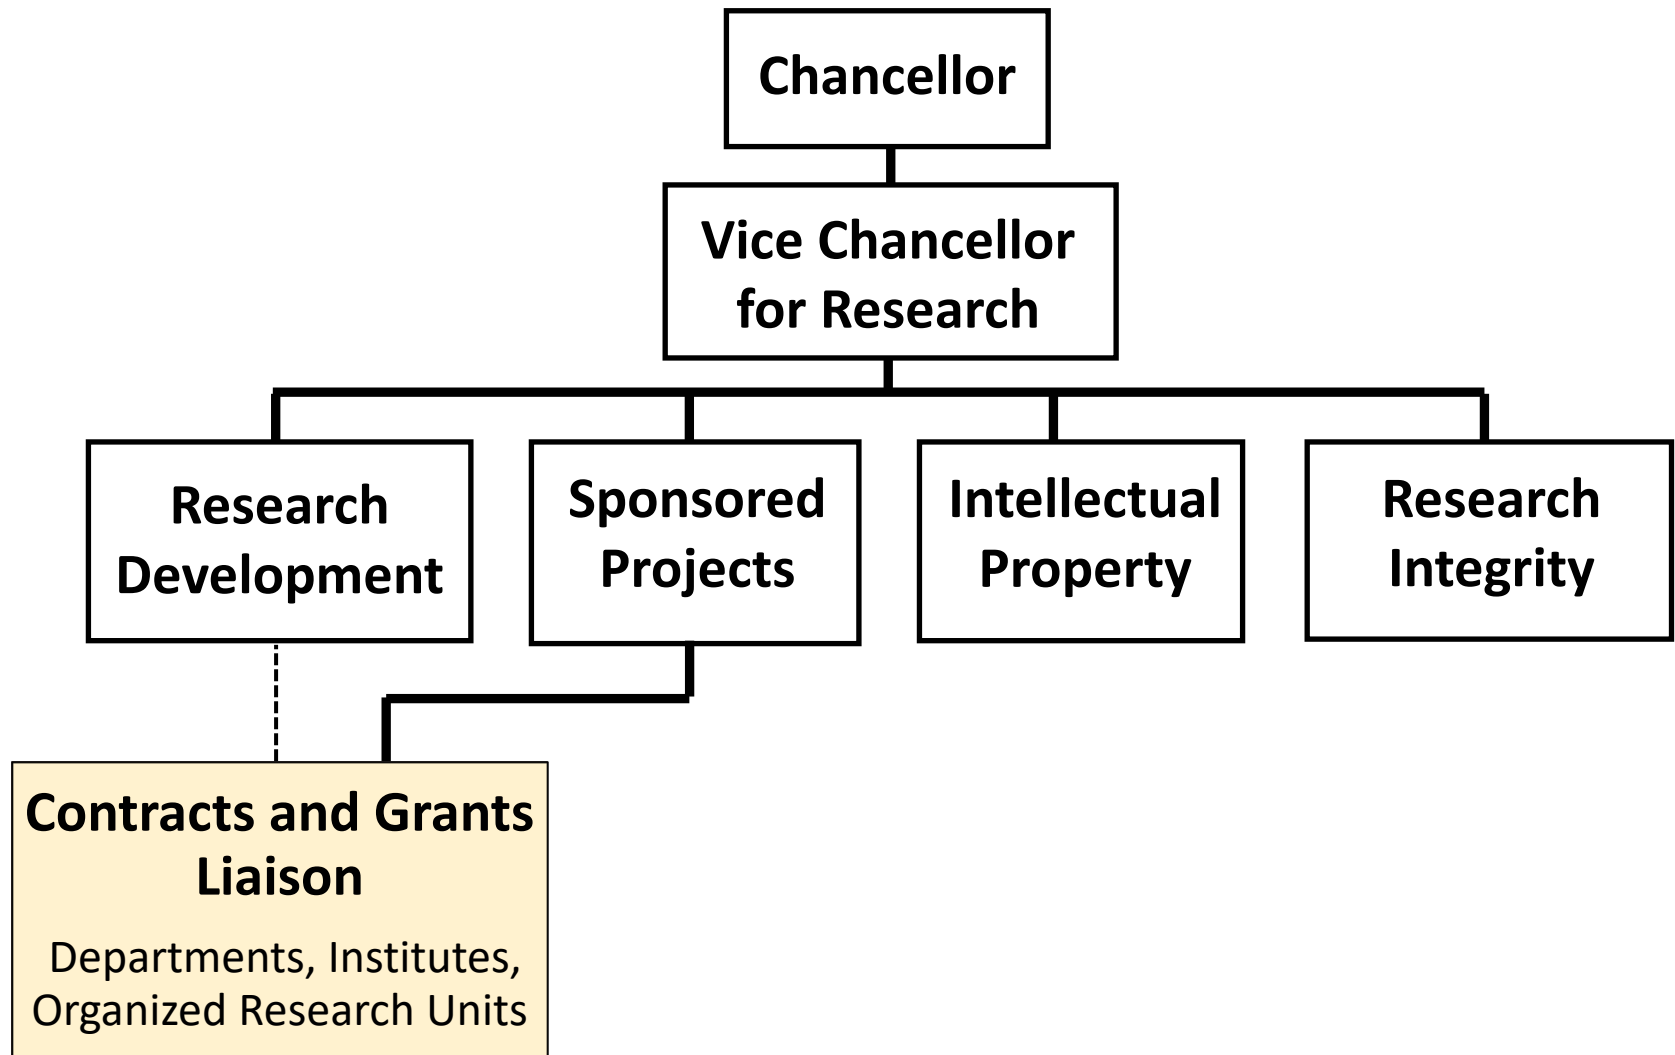 Chancellor
Vice Chancellor
for Research
Research
Development
Sponsored
Projects
Intellectual
Property
Research
Integrity
Contracts and Grants
Liaison
Departments, Institutes,
Organized Research Units